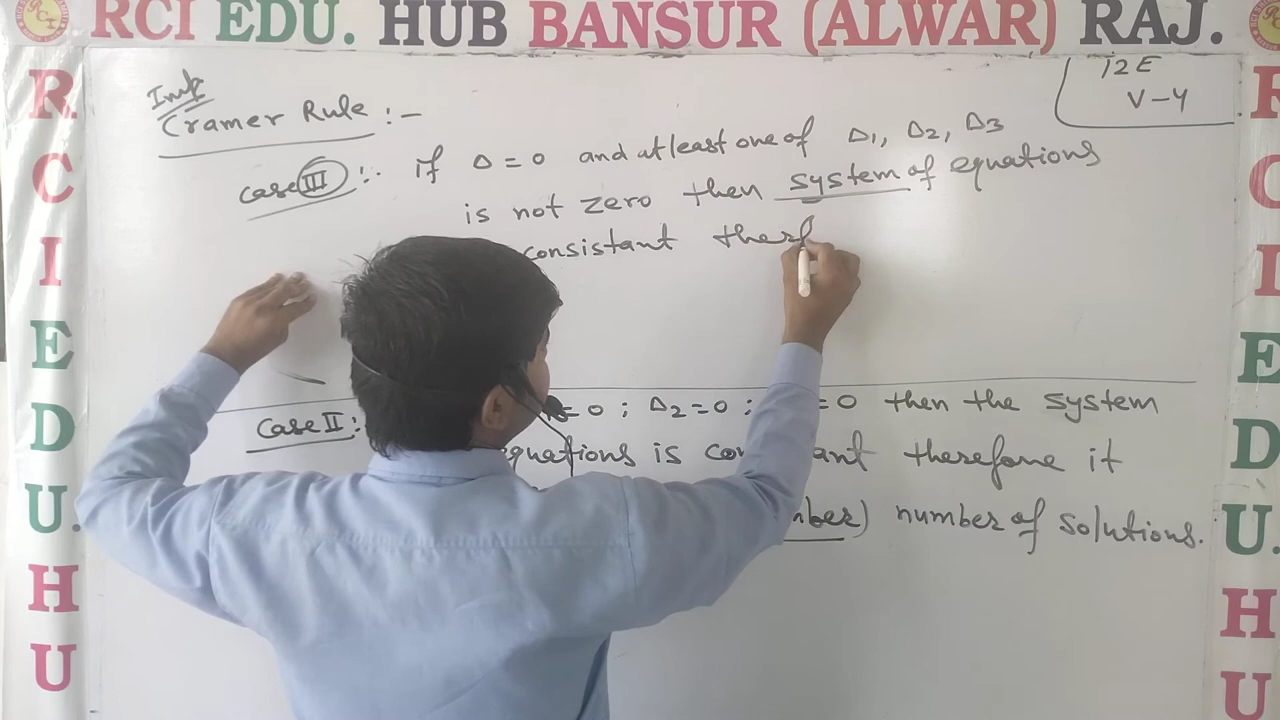 RCI EDU. HUB BANSUR (ALWAR) RAJ.
R
C
I
E
D
U.
H
U
12E
V-4
Imp
Cramer Rule :-
case III :- if Δ=0 and atleast one of Δ1, Δ2, Δ3
is not zero then system of equations
consistant theref
Case II : =0 ; Δ2=0 ; =0 then the system
equations is con ant therefore it
mber) number of solutions.
R
C
I
E
D
U.
H
U